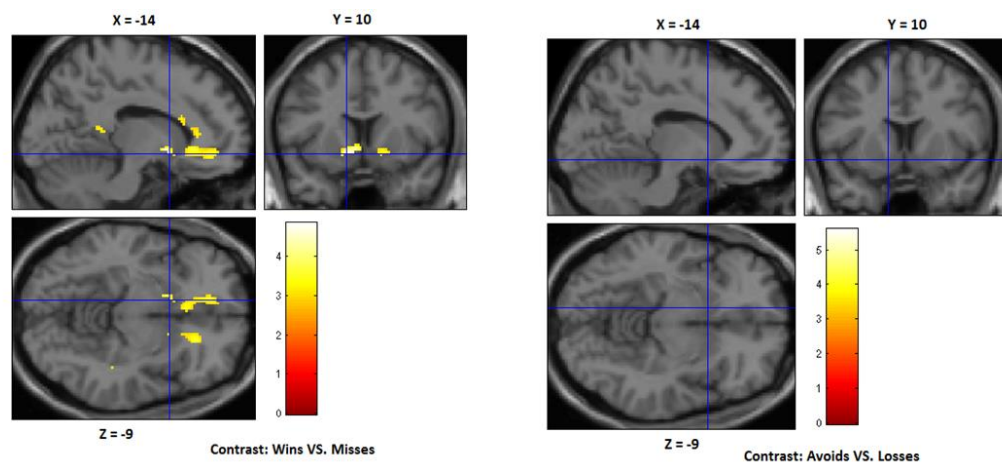 X = -14
Y = 10
4
3
2
1
0
Z = -9
Contrast: Wins VS. Misses
X = -14
Y = 10
5
4
3
2
1
0
Z = -9
Contrast: Avoids VS. Losses